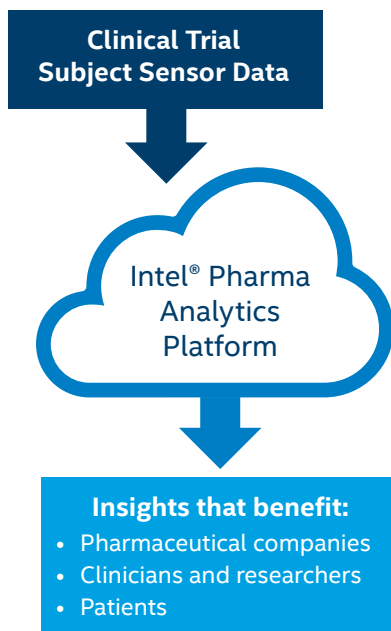 Clinical Trial
Subject Sensor Data
Intel® Pharma
Analytics
Platform
Insights that benefit:
• Pharmaceutical companies
• Clinicians and researchers
• Patients